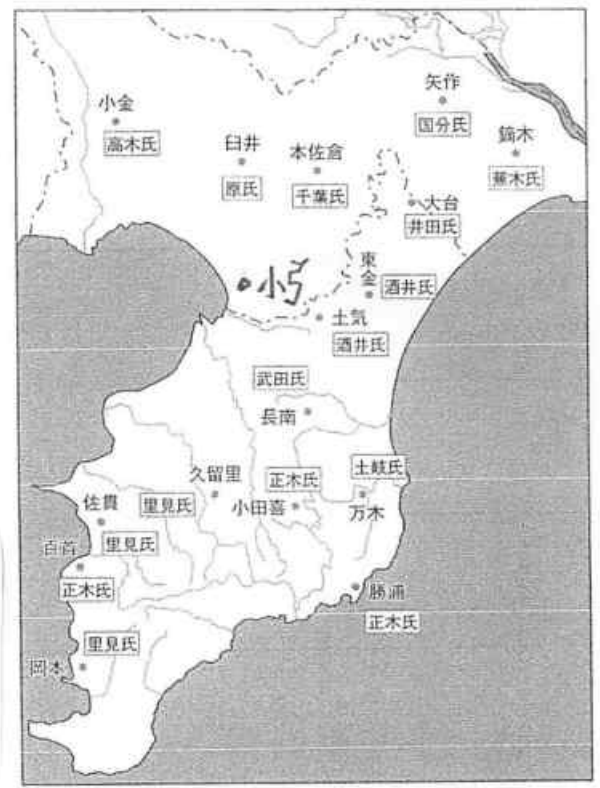 矢作
国分氏
小金
高木氏
鏑木
蕉木氏
臼井
原氏
本佐倉
千葉氏
大台
井田氏
小弓
東金
酒井氏
土気
酒井氏
武田氏
長南
久留里
里見氏
正木氏
小田喜
土岐氏
万木
佐貫
里見氏
百首
正木氏
勝浦
正木氏
里見氏
岡本